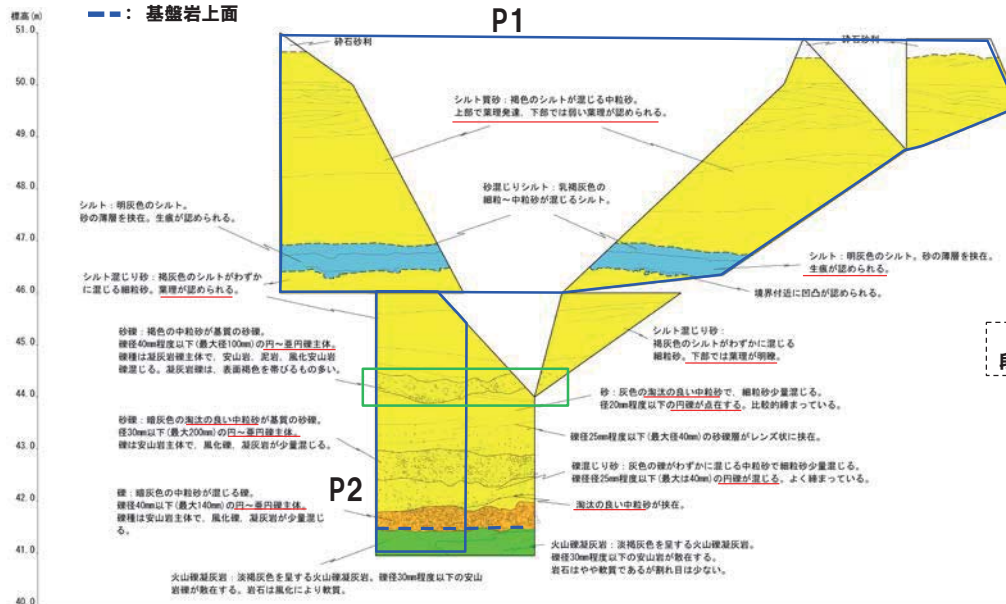 標高(m)
━ ━ : 基盤岩上面
P1
51.0
50.0
49.0
48.0
47.0
46.0
45.0
44.0
43.0
42.0
41.0
40.0
砕石砂利
砕石砂利
シルト質砂：褐色のシルトが混じる中粒砂。
上部で葉理発達，下部では弱い葉理が認められる。
砂混じりシルト：乳褐色の
細粒～中粒砂が混じるシルト。
シルト：明灰色のシルト。
砂の薄層を挟在。生痕が認められる。
シルト：明灰色のシルト。砂の薄層を挟在。
生痕が認められる。
境界付近に凹凸が認められる。
シルト混じり砂：褐灰色のシルトがわずか
に混じる細粒砂。葉理が認められる。
シルト混じり砂：
褐灰色のシルトがわずかに混じる
細粒砂。下部では葉理が明瞭。
砂礫：褐色の中粒砂が基質の砂礫。
礫径40mm程度以下(最大径100mm)の円～亜円礫主体。
礫種は凝灰岩礫主体で，安山岩，泥岩，風化安山岩
礫混じる。凝灰岩礫は，表面褐色を帯びるもの多い。
砂：灰色の淘汰の良い中粒砂で，細粒砂少量混じる。
径20mm程度以下の円礫が点在する。比較的締まっている。
礫径25mm程度以下(最大径40mm)の砂礫層がレンズ状に挟在。
砂礫：暗灰色の淘汰の良い中粒砂が基質の砂礫。
径30mm以下(最大200mm)の円～亜円礫主体。
礫は安山岩主体で，風化礫，凝灰岩が少量混じる。
礫混じり砂：灰色の礫がわずかに混じる中粒砂で細粒砂少量混じる。
礫径径25mm程度以下(最大は40mm)の円礫が混じる。よく締まっている。
淘汰の良い中粒砂が挟在。
P2
礫：暗灰色の中粒砂が混じる礫。
礫径40mm以下(最大140mm)の円～亜円礫主体。
礫種は安山岩主体で，風化礫，凝灰岩が少量混じ
る。
火山礫凝灰岩：淡褐灰色を呈する火山礫凝灰岩。
礫径30mm程度以下の安山岩が散在する。
岩石はやや軟質であるが割れ目は少ない。
火山礫凝灰岩：淡褐灰色を呈する火山礫凝灰岩。礫径30mm程度以下の安山
岩礫が散在する。岩石は風化により軟質。